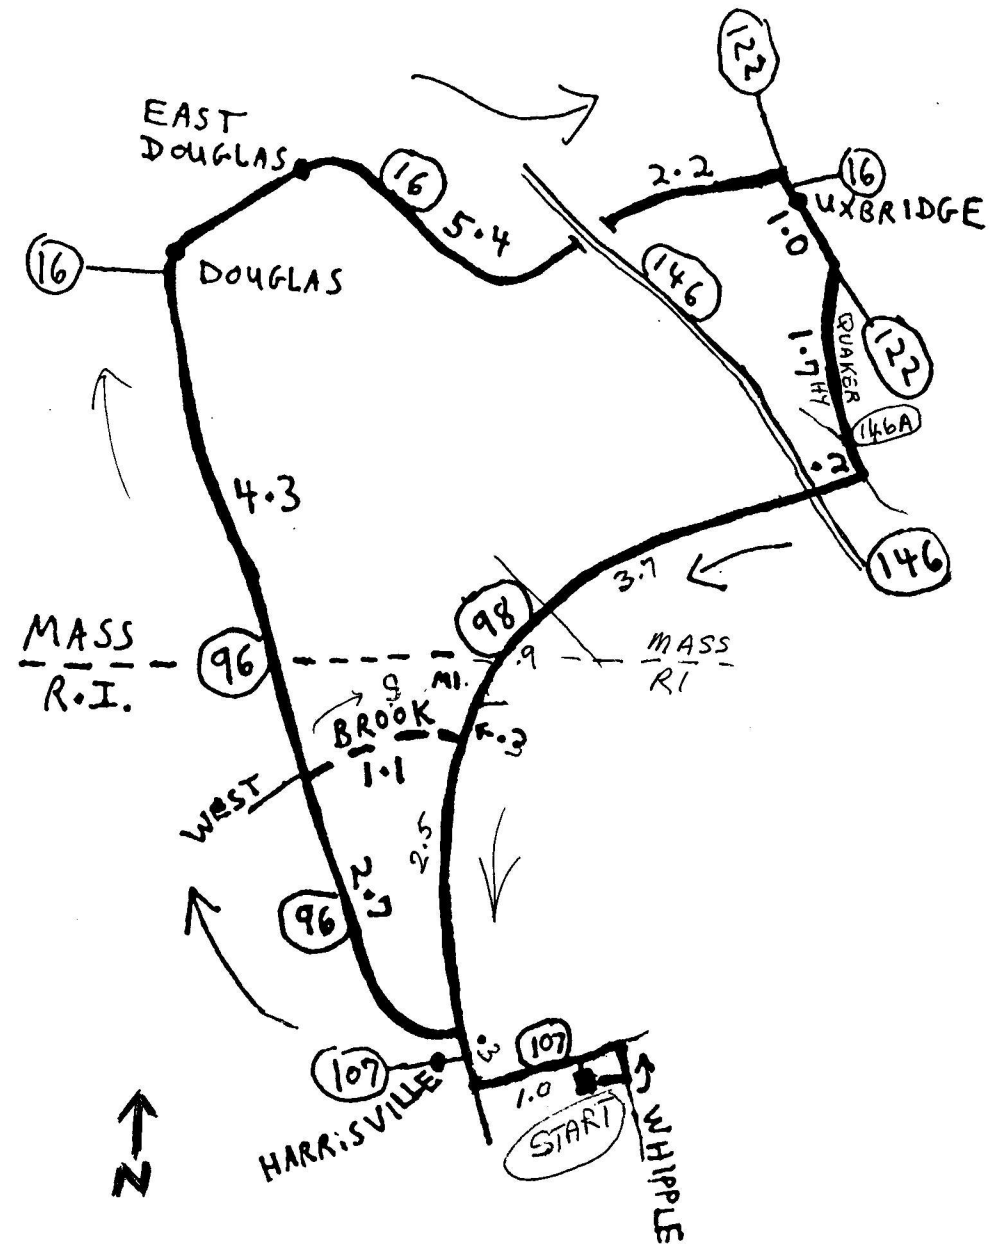 122
EAST
DOUGLAS
16
2.2
16
UXBRIDGE
5.4
1.0
16
DOUGLAS
146
122
QUAKER
HY
1.7
146A
.2
4.3
146
3.7
98
MASS
R.I.
96
.9
MASS
RI
MI.
BROOK
.3
1.1
WEST
2.5
2.7
96
.3
107
107
1.0
HARRISVILLE
START
WHIPPLE
N